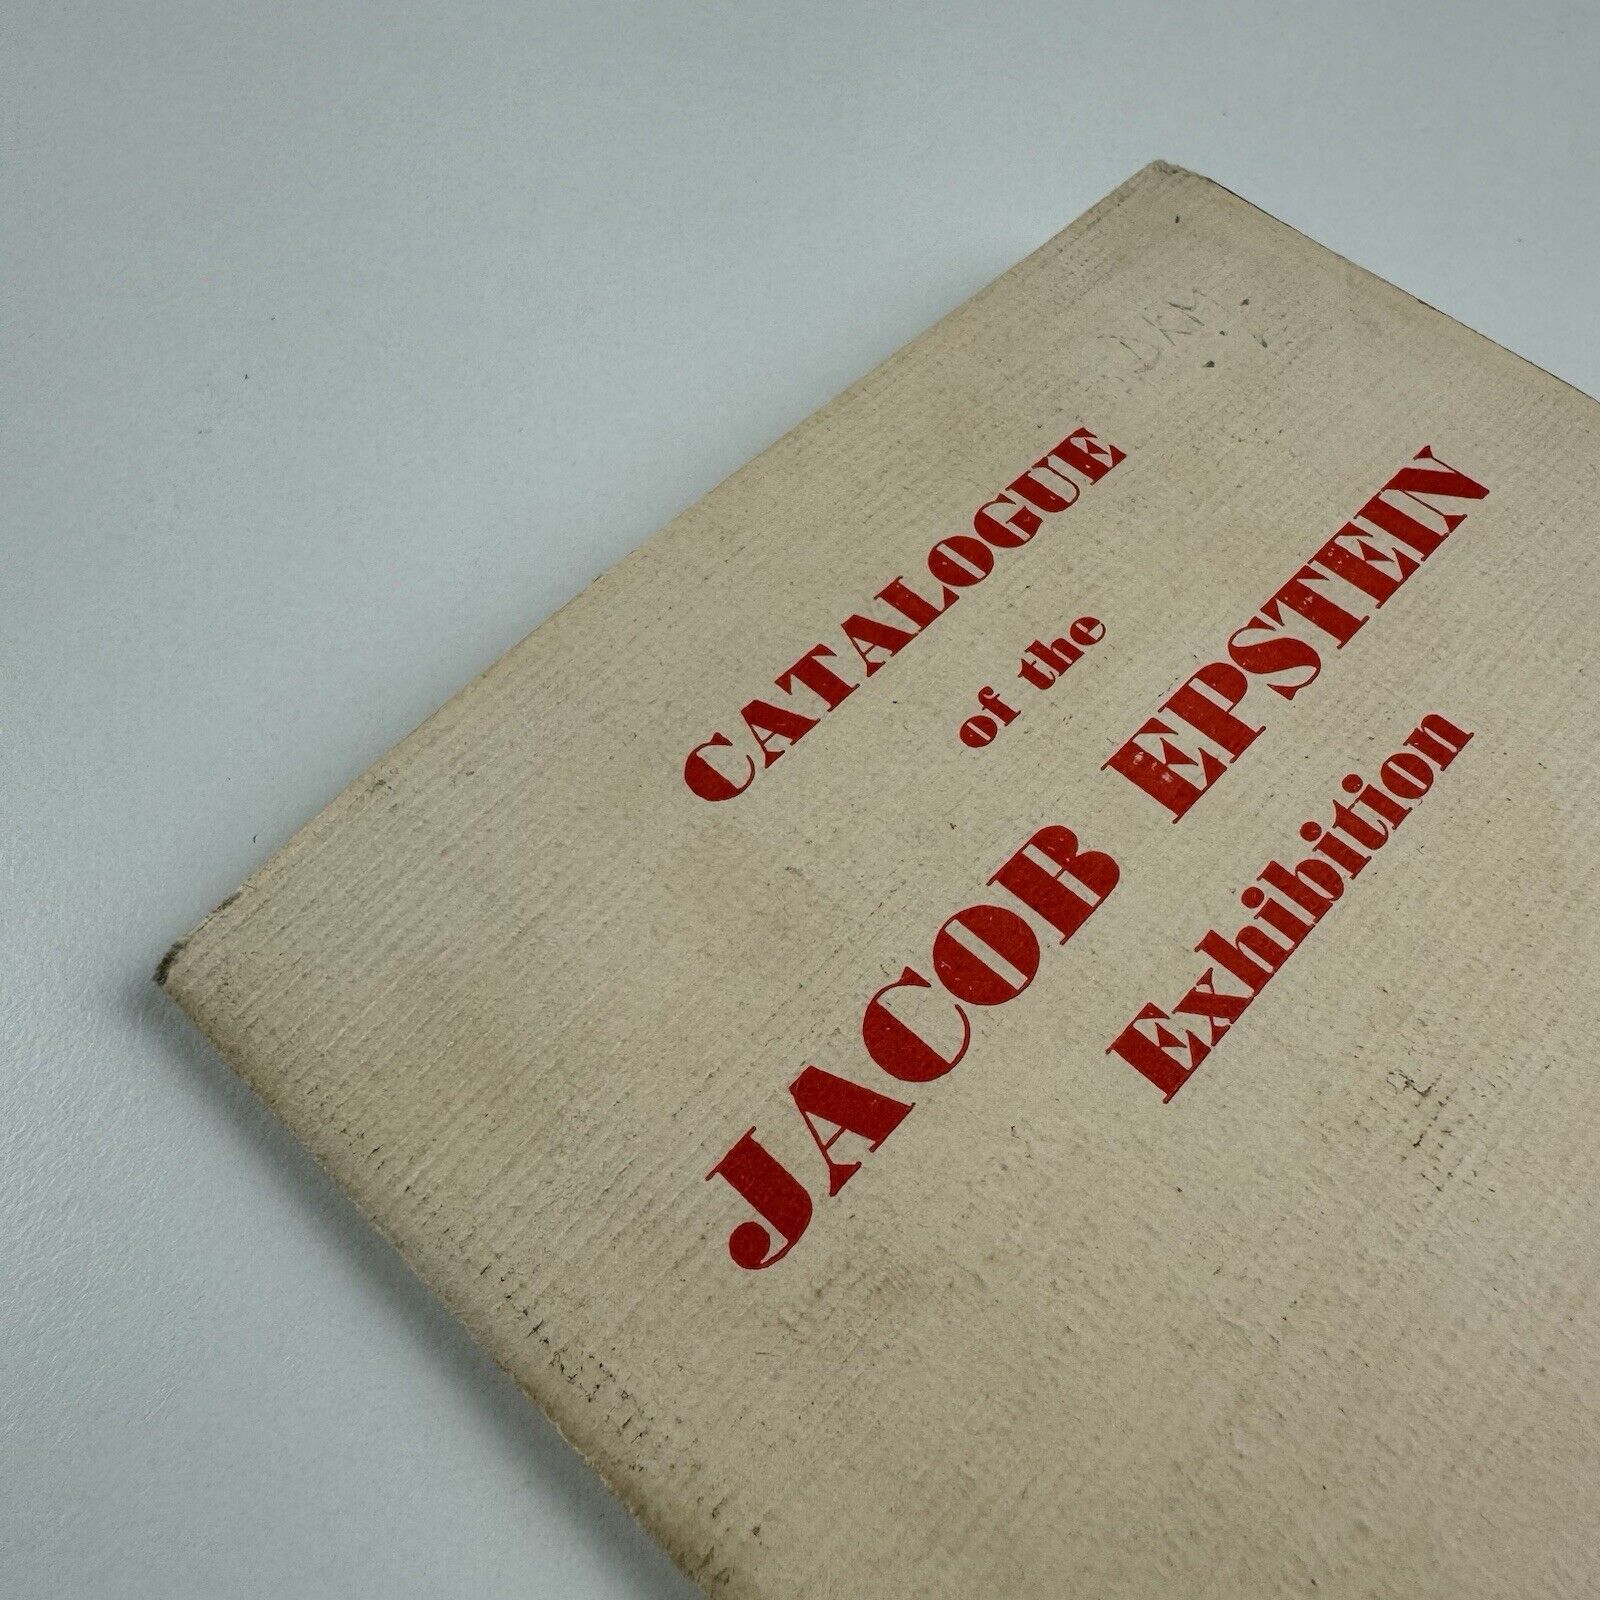 D.K.M.
CATALOGUE
of the
JACOB EPSTEIN
Exhibition